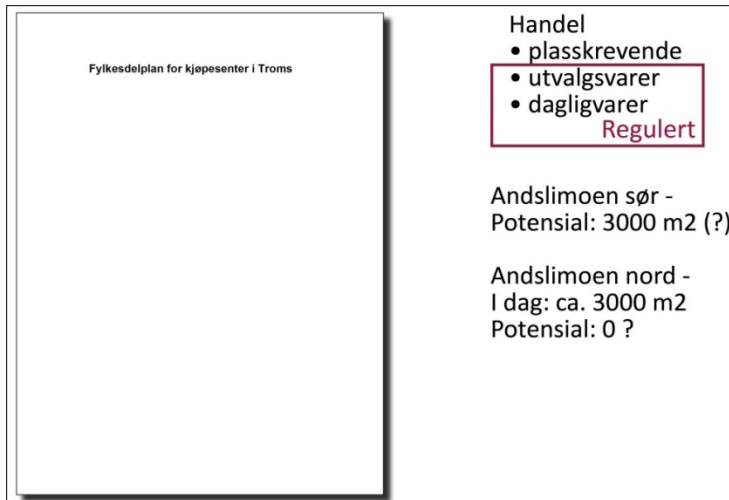 Fylkesdelplan for kjøpesenter i Troms
Handel
• plasskrevende
• utvalgsvarer
• dagligvarer
Regulert
Andslimoen sør -
Potensial: 3000 m2 (?)
Andslimoen nord -
I dag: ca. 3000 m2
Potensial: 0 ?